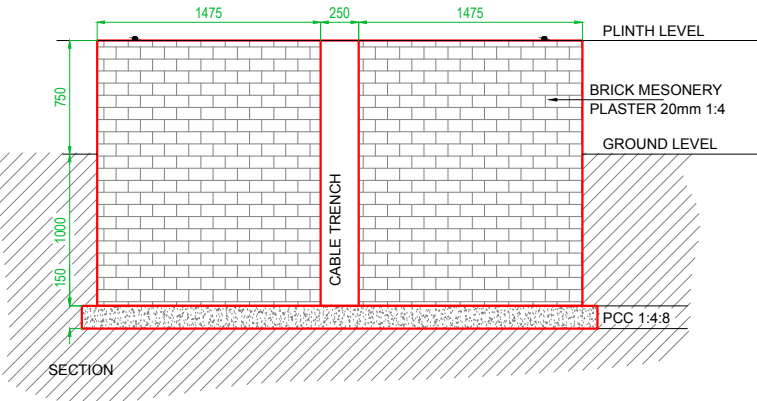 1475
250
1475
PLINTH LEVEL
750
BRICK MESONERY
PLASTER 20mm 1:4
GROUND LEVEL
CABLE TRENCH
1000
150
PCC 1:4:8
SECTION